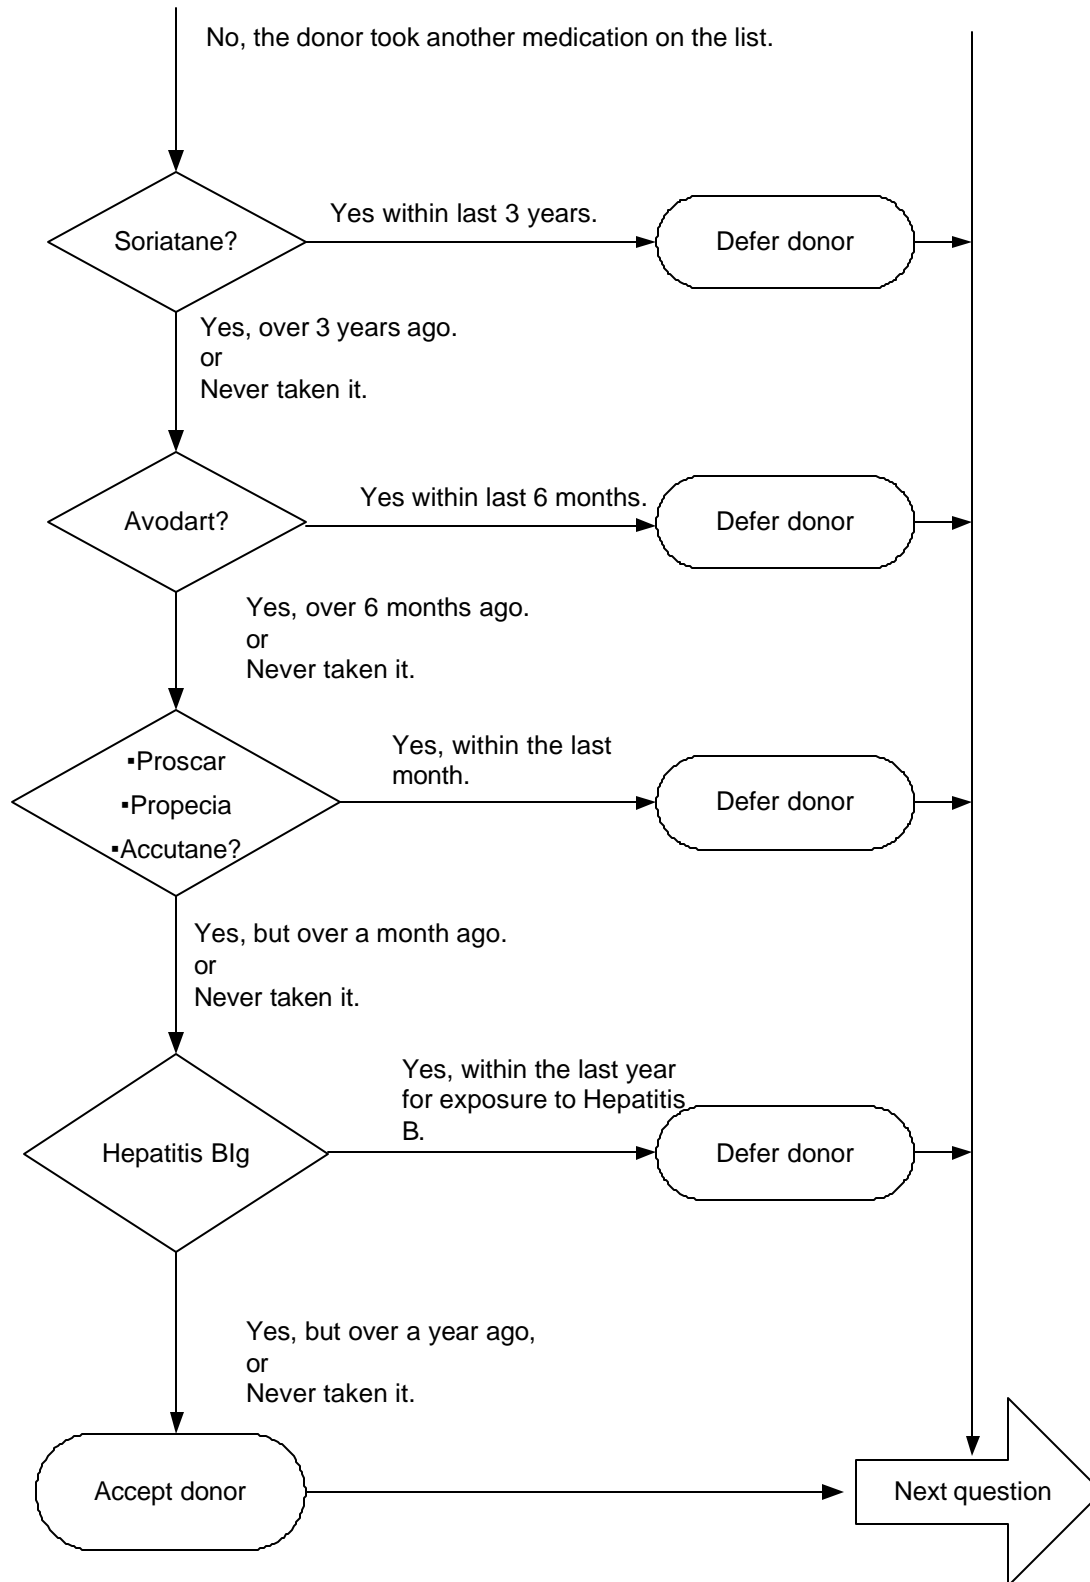 No, the donor took another medication on the list.
Soriatane?
Yes within last 3 years.
Defer donor
Yes, over 3 years ago.
or
Never taken it.
Avodart?
Yes within last 6 months.
Defer donor
Yes, over 6 months ago.
or
Never taken it.
▪Proscar
▪Propecia
▪Accutane?
Yes, within the last
month.
Defer donor
Yes, but over a month ago.
or
Never taken it.
Hepatitis BIg
Yes, within the last year
for exposure to Hepatitis
B.
Defer donor
Yes, but over a year ago,
or
Never taken it.
Accept donor
Next question